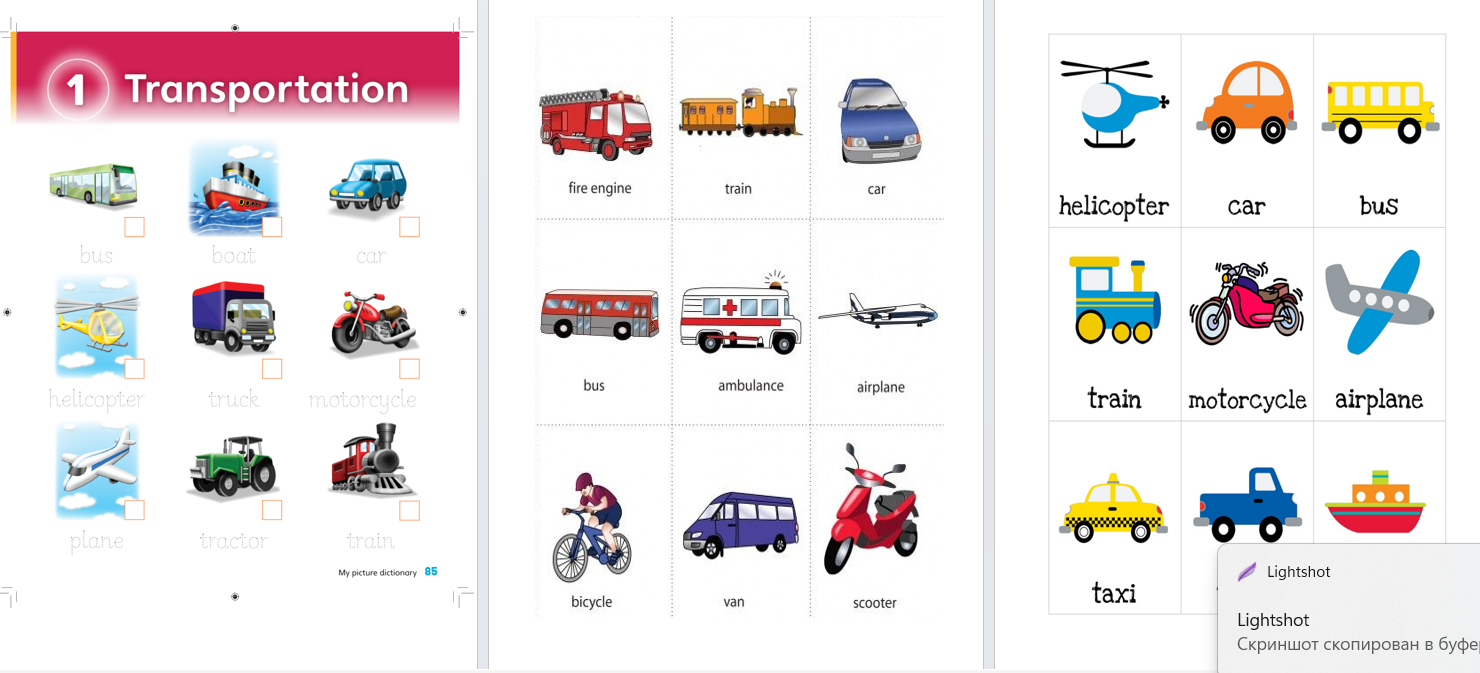 1 Transportation
bus boat car
helicopter truck motorcycle
plane tractor train
My picture dictionary 85
fire engine train car
bus ambulance airplane
bicycle van scooter
helicopter car bus
train motorcycle airplane
taxi
Lightshot
Lightshot
Скриншот скопирован в